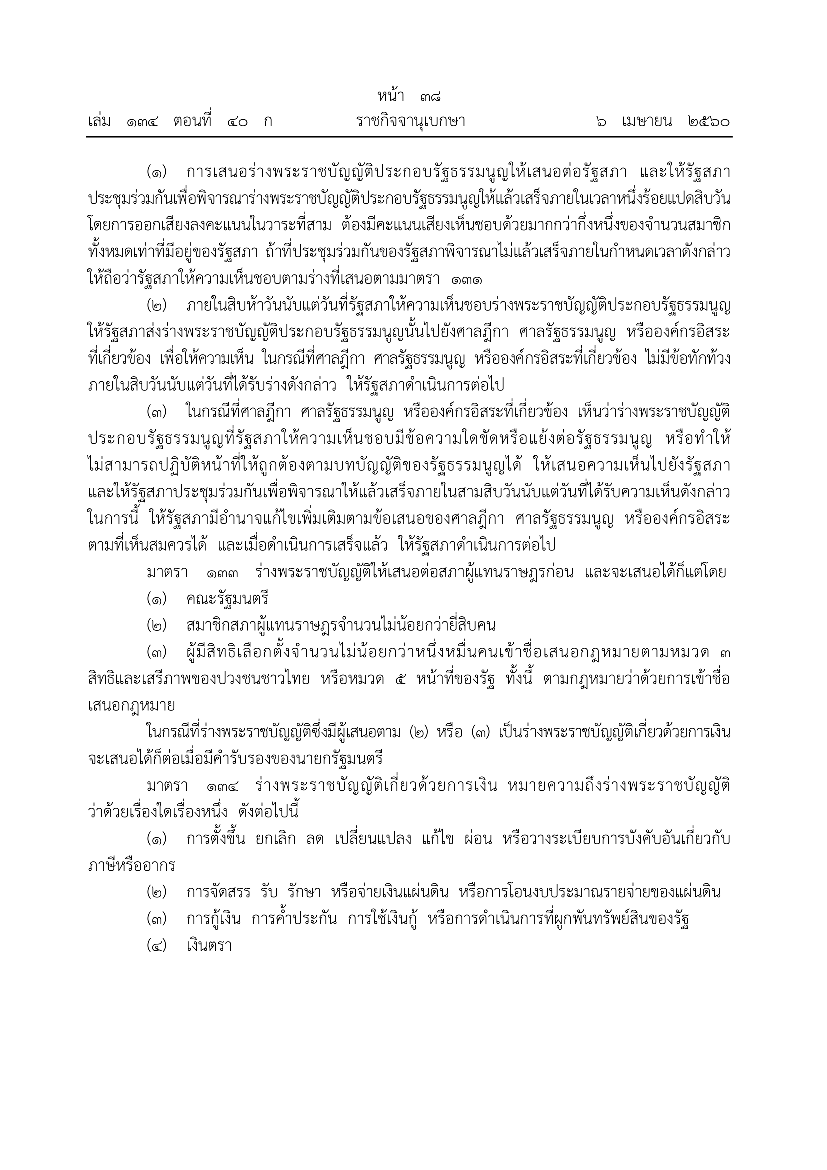 หน้า ๓๘
เล่ม ๑๓๔ ตอนที่ ๔๐ ก ราชกิจจานุเบกษา ๖ เมษายน ๒๕๖๐
(๑) การเสนอร่างพระราชบัญญัติประกอบรัฐธรรมนูญให้เสนอต่อรัฐสภา และให้รัฐสภา
ประชุมร่วมกันเพื่อพิจารณาร่างพระราชบัญญัติประกอบรัฐธรรมนูญให้แล้วเสร็จภายในเวลาหนึ่งร้อยแปดสิบวัน
โดยการออกเสียงลงคะแนนในวาระที่สาม ต้องมีคะแนนเสียงเห็นชอบด้วยมากกว่ากึ่งหนึ่งของจำนวนสมาชิก
ทั้งหมดเท่าที่มีอยู่ของรัฐสภา ถ้าที่ประชุมร่วมกันของรัฐสภาพิจารณาไม่แล้วเสร็จภายในกำหนดเวลาดังกล่าว
ให้ถือว่ารัฐสภาให้ความเห็นชอบตามร่างที่เสนอตามมาตรา ๑๓๑
(๒) ภายในสิบห้าวันนับแต่วันที่รัฐสภาให้ความเห็นชอบร่างพระราชบัญญัติประกอบรัฐธรรมนูญ
ให้รัฐสภาส่งร่างพระราชบัญญัติประกอบรัฐธรรมนูญนั้นไปยังศาลฎีกา ศาลรัฐธรรมนูญ หรือองค์กรอิสระ
ที่เกี่ยวข้อง เพื่อให้ความเห็น ในกรณีที่ศาลฎีกา ศาลรัฐธรรมนูญ หรือองค์กรอิสระที่เกี่ยวข้อง ไม่มีข้อทักท้วง
ภายในสิบวันนับแต่วันที่ได้รับร่างดังกล่าว ให้รัฐสภาดำเนินการต่อไป
(๓) ในกรณีที่ศาลฎีกา ศาลรัฐธรรมนูญ หรือองค์กรอิสระที่เกี่ยวข้อง เห็นว่าร่างพระราชบัญญัติ
ประกอบรัฐธรรมนูญที่รัฐสภาให้ความเห็นชอบมีข้อความใดขัดหรือแย้งต่อรัฐธรรมนูญ หรือทำให้
ไม่สามารถปฏิบัติหน้าที่ให้ถูกต้องตามบทบัญญัติของรัฐธรรมนูญได้ ให้เสนอความเห็นไปยังรัฐสภา
และให้รัฐสภาประชุมร่วมกันเพื่อพิจารณาให้แล้วเสร็จภายในสามสิบวันนับแต่วันที่ได้รับความเห็นดังกล่าว
ในการนี้ ให้รัฐสภามีอำนาจแก้ไขเพิ่มเติมตามข้อเสนอของศาลฎีกา ศาลรัฐธรรมนูญ หรือองค์กรอิสระ
ตามที่เห็นสมควรได้ และเมื่อดำเนินการเสร็จแล้ว ให้รัฐสภาดำเนินการต่อไป
มาตรา ๑๓๓ ร่างพระราชบัญญัติให้เสนอต่อสภาผู้แทนราษฎรก่อน และจะเสนอได้ก็แต่โดย
(๑) คณะรัฐมนตรี
(๒) สมาชิกสภาผู้แทนราษฎรจำนวนไม่น้อยกว่ายี่สิบคน
(๓) ผู้มีสิทธิเลือกตั้งจำนวนไม่น้อยกว่าหนึ่งหมื่นคนเข้าชื่อเสนอกฎหมายตามหมวด ๓
สิทธิและเสรีภาพของปวงชนชาวไทย หรือหมวด ๕ หน้าที่ของรัฐ ทั้งนี้ ตามกฎหมายว่าด้วยการเข้าชื่อ
เสนอกฎหมาย
ในกรณีที่ร่างพระราชบัญญัติซึ่งมีผู้เสนอตาม (๒) หรือ (๓) เป็นร่างพระราชบัญญัติเกี่ยวด้วยการเงิน
จะเสนอได้ก็ต่อเมื่อมีคำรับรองของนายกรัฐมนตรี
มาตรา ๑๓๔ ร่างพระราชบัญญัติเกี่ยวด้วยการเงิน หมายความถึงร่างพระราชบัญญัติ
ว่าด้วยเรื่องใดเรื่องหนึ่ง ดังต่อไปนี้
(๑) การตั้งขึ้น ยกเลิก ลด เปลี่ยนแปลง แก้ไข ผ่อน หรือวางระเบียบการบังคับอันเกี่ยวกับ
ภาษีหรืออากร
(๒) การจัดสรร รับ รักษา หรือจ่ายเงินแผ่นดิน หรือการโอนงบประมาณรายจ่ายของแผ่นดิน
(๓) การกู้เงิน การค้ำประกัน การใช้เงินกู้ หรือการดำเนินการที่ผูกพันทรัพย์สินของรัฐ
(๔) เงินตรา